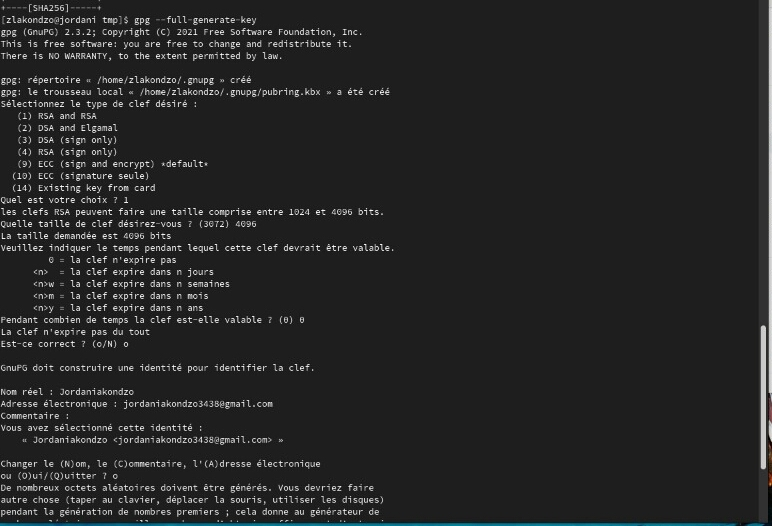 +----[SHA256]-----+
[zlakondzo@jordani tmp]$ gpg --full-generate-key
gpg (GnuPG) 2.3.2; Copyright (C) 2021 Free Software Foundation, Inc.
This is free software: you are free to change and redistribute it.
There is NO WARRANTY, to the extent permitted by law.
gpg: répertoire « /home/zlakondzo/.gnupg » créé
gpg: le trousseau local « /home/zlakondzo/.gnupg/pubring.kbx » a été créé
Sélectionnez le type de clef désiré :
(1) RSA and RSA
(2) DSA and Elgamal
(3) DSA (sign only)
(4) RSA (sign only)
(9) ECC (sign and encrypt) *default*
(10) ECC (signature seule)
(14) Existing key from card
Quel est votre choix ? 1
les clefs RSA peuvent faire une taille comprise entre 1024 et 4096 bits.
Quelle taille de clef désirez-vous ? (3072) 4096
La taille demandée est 4096 bits
Veuillez indiquer le temps pendant lequel cette clef devrait être valable.
0 = la clef n'expire pas
<n> = la clef expire dans n jours
<n>w = la clef expire dans n semaines
<n>m = la clef expire dans n mois
<n>y = la clef expire dans n ans
Pendant combien de temps la clef est-elle valable ? (0) 0
La clef n'expire pas du tout
Est-ce correct ? (o/N) o
GnuPG doit construire une identité pour identifier la clef.
Nom réel : Jordaniakondzo
Adresse électronique : jordaniakondzo3438@gmail.com
Commentaire :
Vous avez sélectionné cette identité :
« Jordaniakondzo <jordaniakondzo3438@gmail.com> »
Changer le (N)om, le (C)ommentaire, l'(A)dresse électronique
ou (O)ui/(Q)uitter ? o
De nombreux octets aléatoires doivent être générés. Vous devriez faire
autre chose (taper au clavier, déplacer la souris, utiliser les disques)
pendant la génération de nombres premiers ; cela donne au générateur de